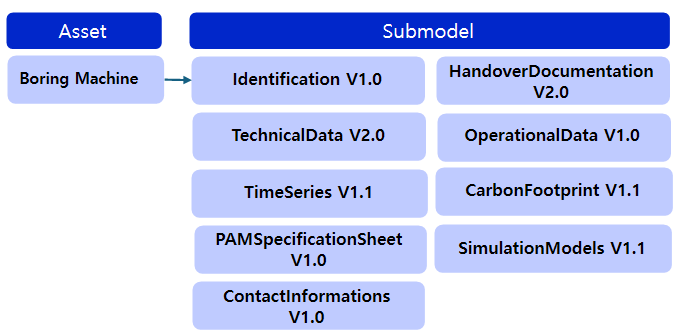 Asset
Submodel
Boring Machine
Identification V1.0
HandoverDocumentation
V2.0
TechnicalData V2.0
OperationalData V1.0
TimeSeries V1.1
CarbonFootprint V1.1
PAMSpecificationSheet
V1.0
SimulationModels V1.1
ContactInformations
V1.0